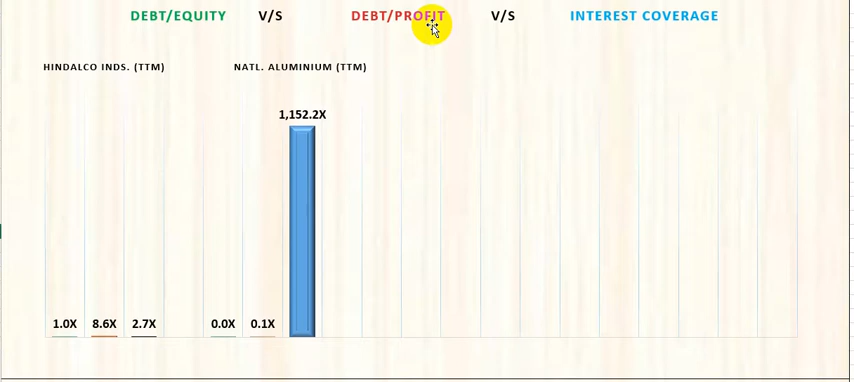 DEBT/EQUITY V/S DEBT/PROFIT V/S INTEREST COVERAGE
HINDALCO INDS. (TTM) NATL. ALUMINIUM (TTM)
1,152.2X
1.0X 8.6X 2.7X 0.0X 0.1X